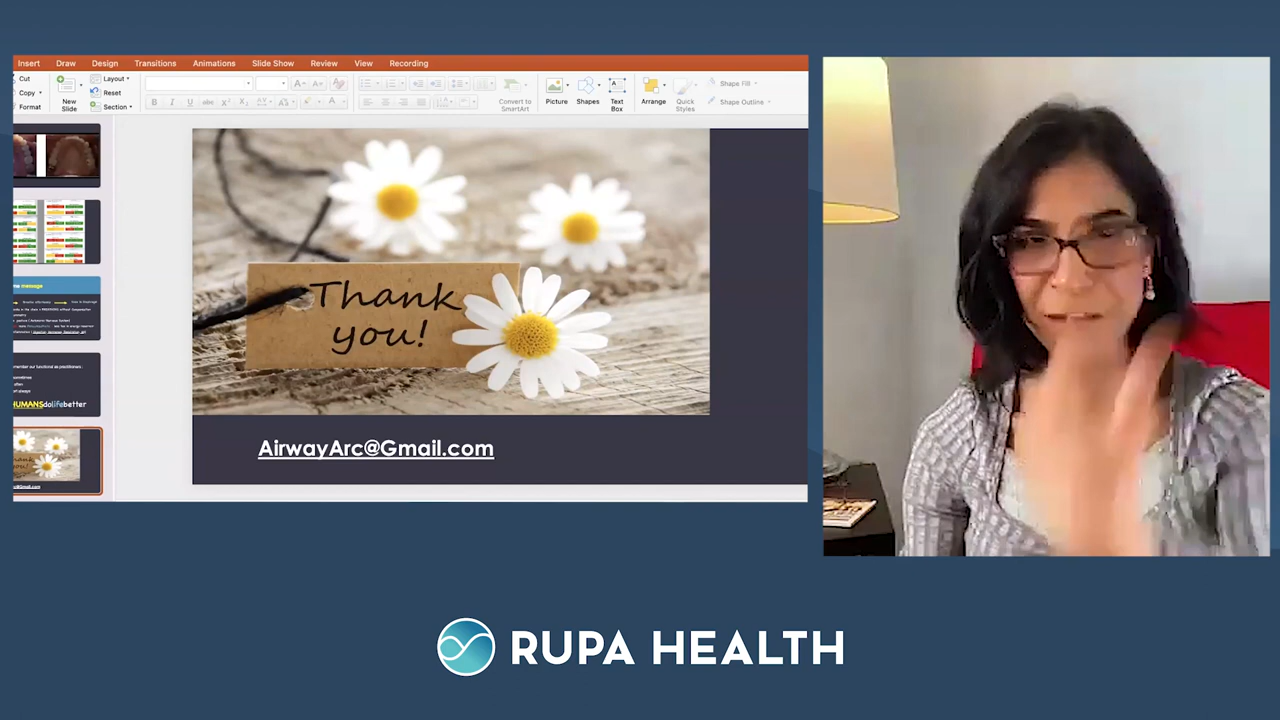 Insert Draw Design Transitions Animations Slide Show Review View Recording
Cut
Copy
Format
New
Slide
Layout
Reset
Section
Convert to
SmartArt
Picture
Shapes
Text
Box
Arrange
Quick
Styles
Shape Fill
Shape Outline
message
HUMANSdolifebetter
Thank
you!
AirwayArc@Gmail.com
RUPA HEALTH